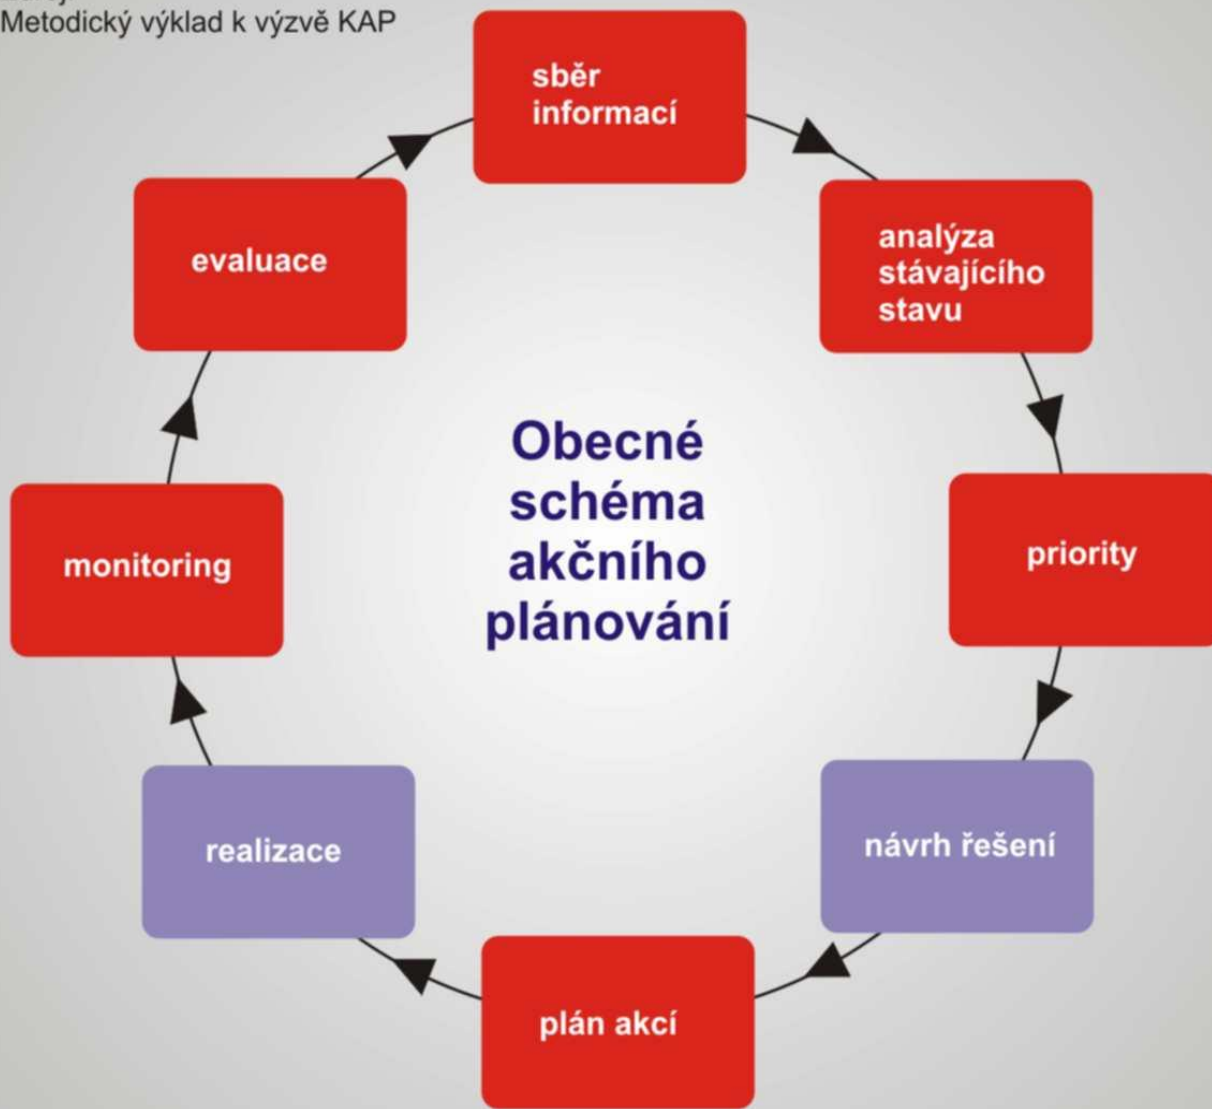 Metodický výklad k výzvě KAP
sběr
informací
analýza
stávajícího
stavu
priority
návrh řešení
plán akcí
realizace
monitoring
evaluace
Obecné
schéma
akčního
plánování